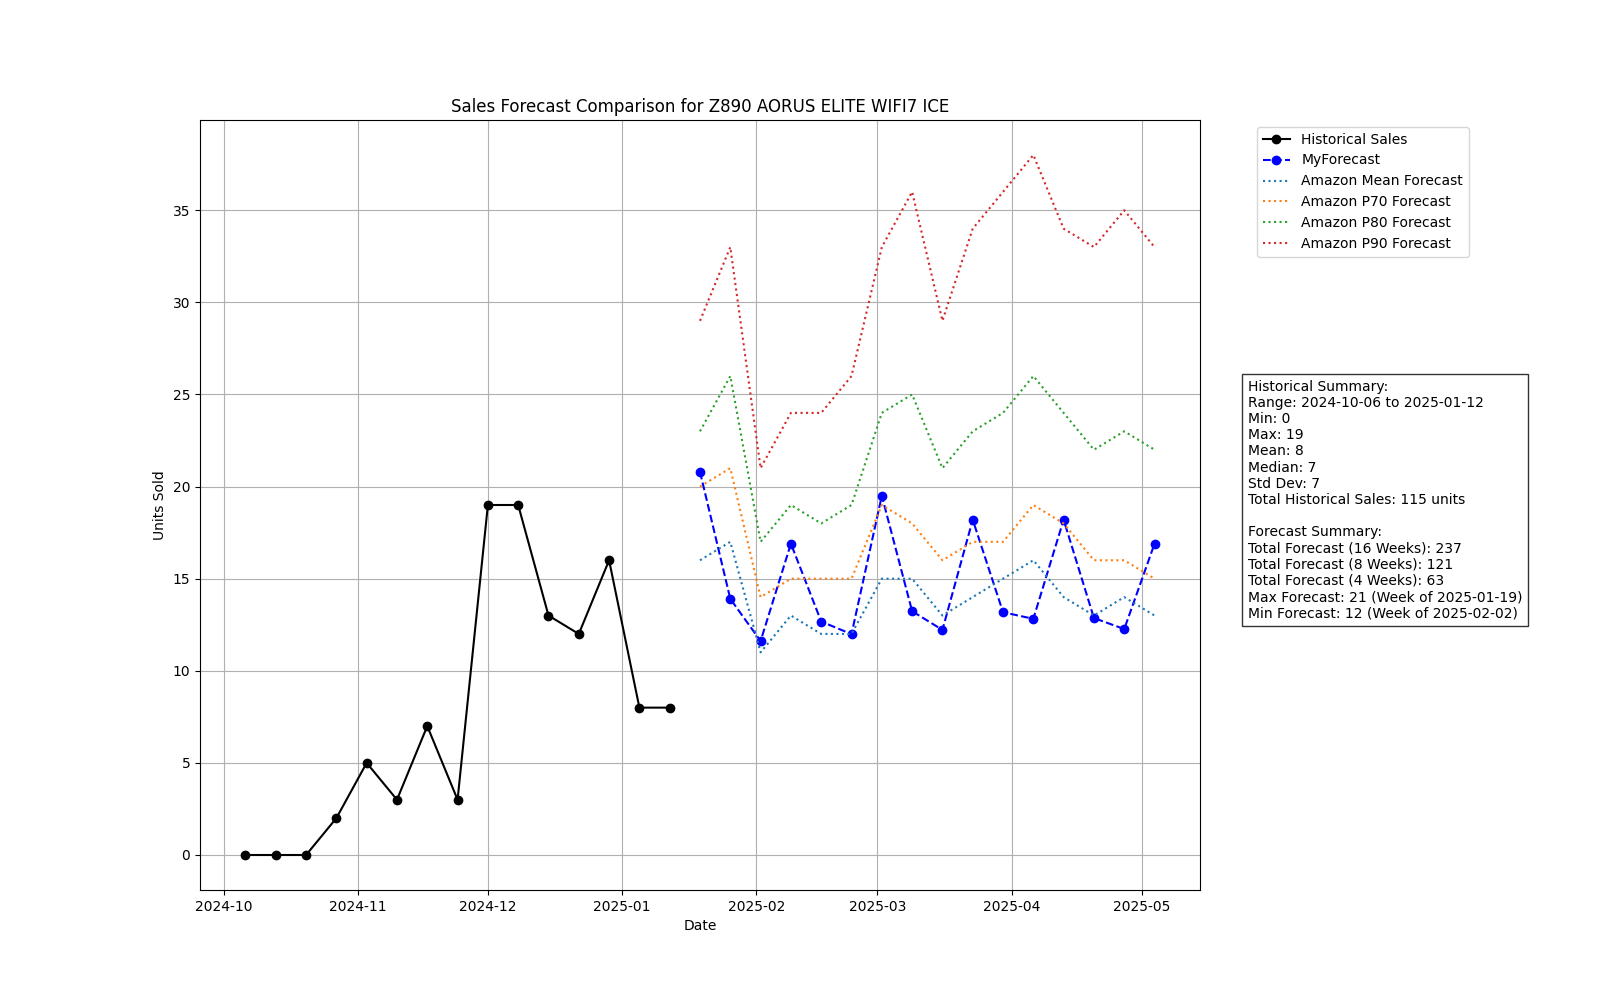 Sales Forecast Comparison for Z890 AORUS ELITE WIFI7 ICE
Historical Sales
MyForecast
Amazon Mean Forecast
Amazon P70 Forecast
Amazon P80 Forecast
Amazon P90 Forecast
35
30
25
20
15
10
5
0
Units Sold
2024-10
2024-11
2024-12
2025-01
2025-02
2025-03
2025-04
2025-05
Date
Historical Summary:
Range: 2024-10-06 to 2025-01-12
Min: 0
Max: 19
Mean: 8
Median: 7
Std Dev: 7
Total Historical Sales: 115 units
Forecast Summary:
Total Forecast (16 Weeks): 237
Total Forecast (8 Weeks): 121
Total Forecast (4 Weeks): 63
Max Forecast: 21 (Week of 2025-01-19)
Min Forecast: 12 (Week of 2025-02-02)